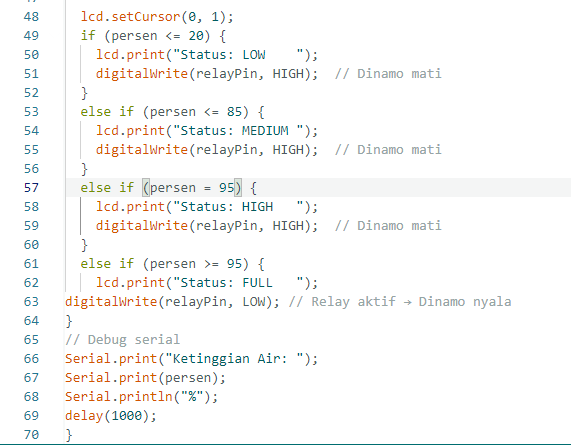 48 lcd.setCursor(0, 1);
49 if (persen <= 20) {
50 lcd.print("Status: LOW    ");
51 digitalWrite(relayPin, HIGH);  // Dinamo mati
52 }
53 else if (persen <= 85) {
54 lcd.print("Status: MEDIUM ");
55 digitalWrite(relayPin, HIGH);  // Dinamo mati
56 }
57 else if (persen = 95) {
58 lcd.print("Status: HIGH   ");
59 digitalWrite(relayPin, HIGH);  // Dinamo mati
60 }
61 else if (persen >= 95) {
62 lcd.print("Status: FULL   ");
63 digitalWrite(relayPin, LOW); // Relay aktif → Dinamo nyala
64 }
65 // Debug serial
66 Serial.print("Ketinggian Air: ");
67 Serial.print(persen);
68 Serial.println("%");
69 delay(1000);
70 }